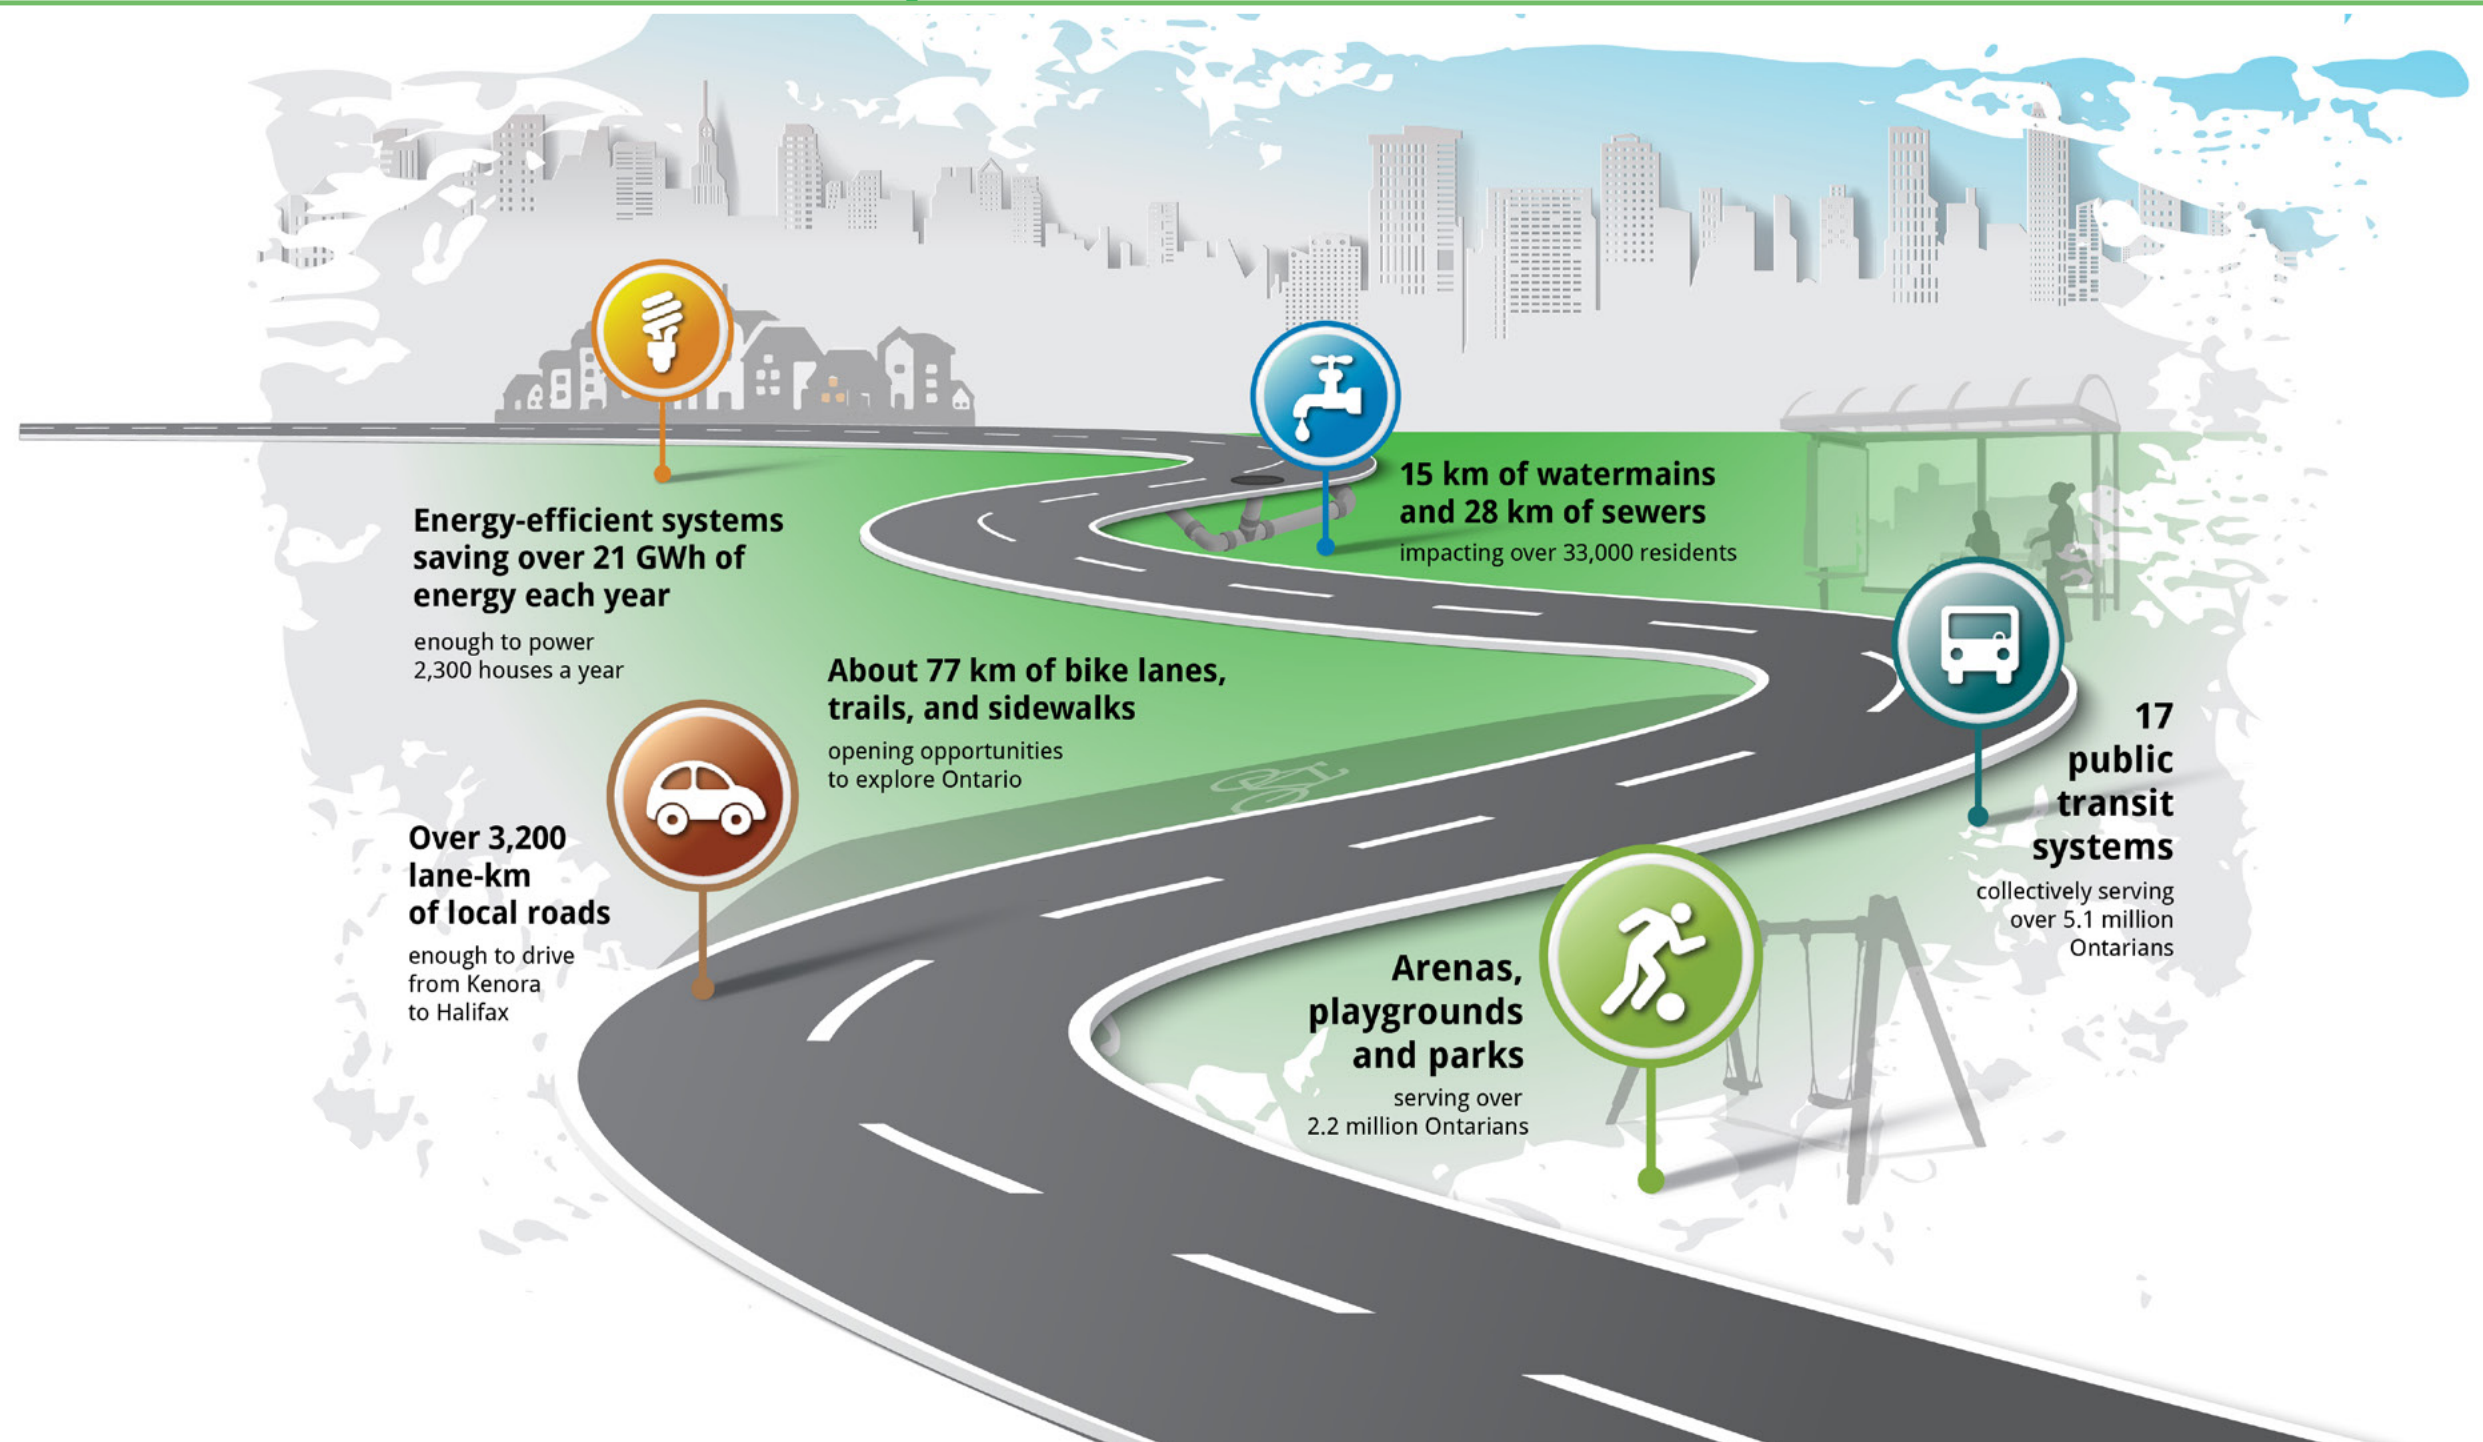 Energy-efficient systems
saving over 21 GWh of
energy each year
enough to power
2,300 houses a year
15 km of watermains
and 28 km of sewers
impacting over 33,000 residents
About 77 km of bike lanes,
trails, and sidewalks
opening opportunities
to explore Ontario
17
public
transit
systems
collectively serving
over 5.1 million
Ontarians
Over 3,200
lane-km
of local roads
enough to drive
from Kenora
to Halifax
Arenas,
playgrounds
and parks
serving over
2.2 million Ontarians